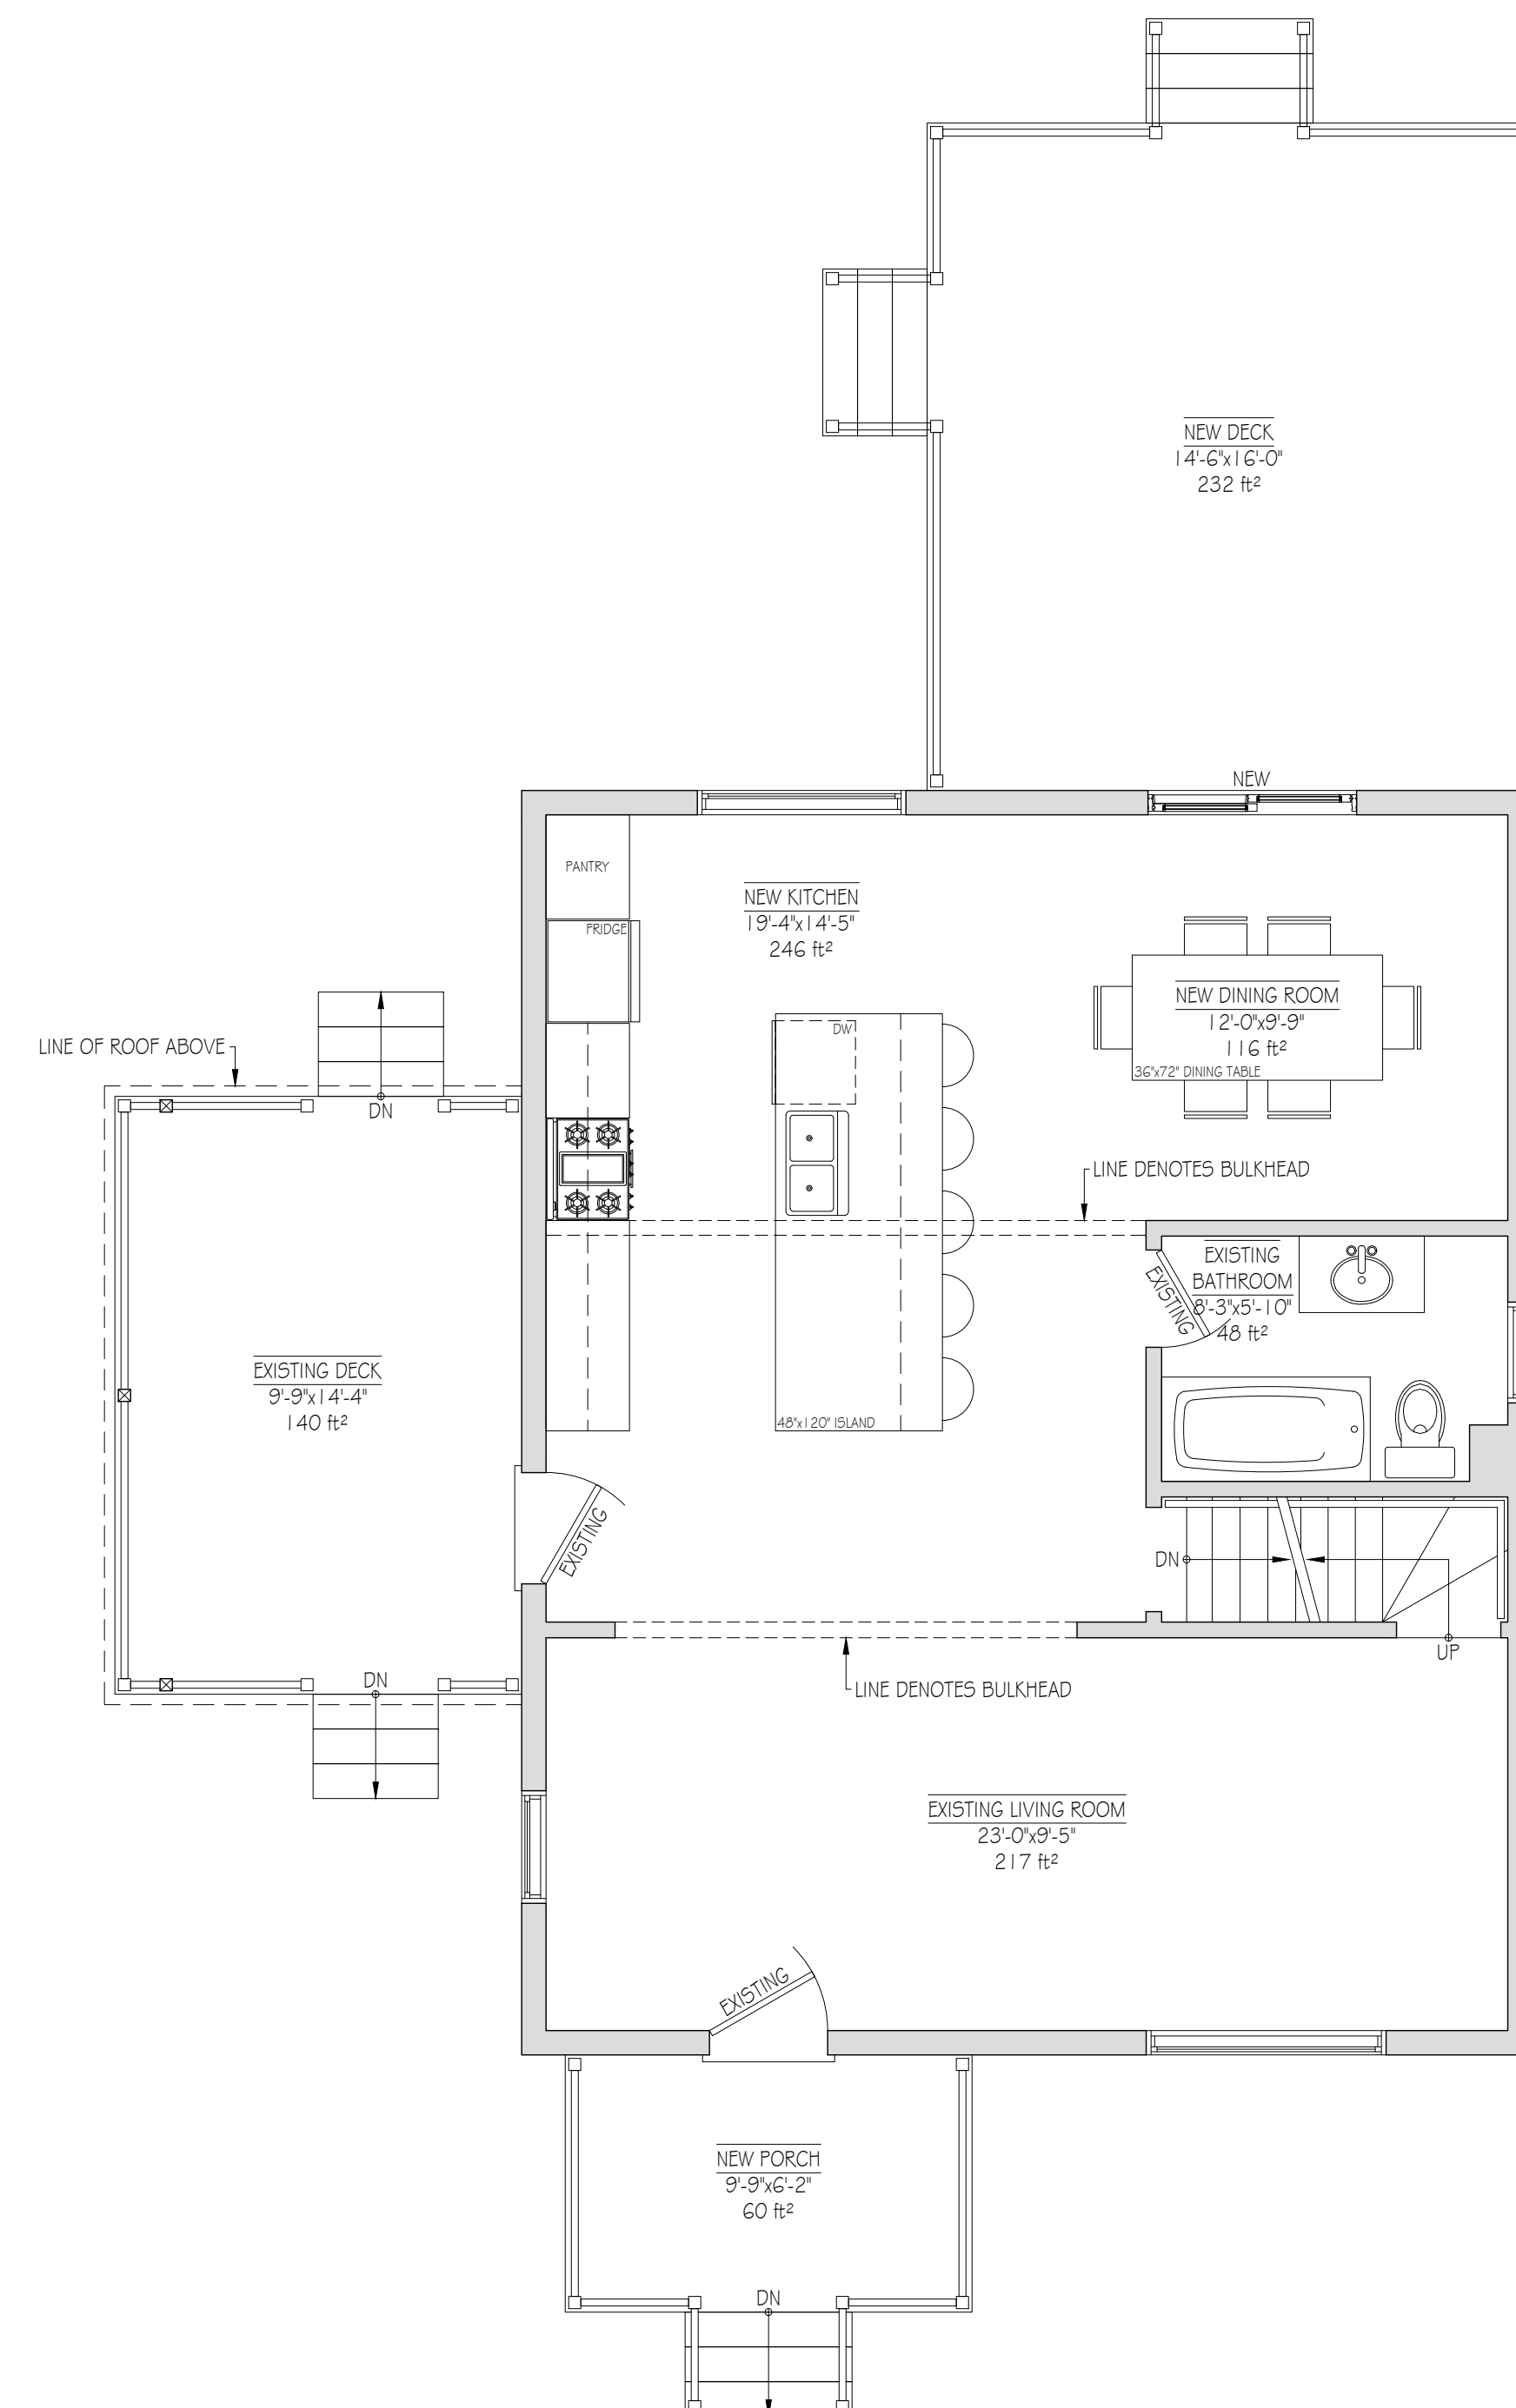 NEW DECK
14'-6"x16'-0"
232 ft²
NEW
PANTRY
FRIDGE
NEW KITCHEN
19'-4"x14'-5"
246 ft²
NEW DINING ROOM
12'-0"x9'-9"
116 ft²
36"x72" DINING TABLE
DW
LINE OF ROOF ABOVE
DN
LINE DENOTES BULKHEAD
EXISTING
BATHROOM
8'-3"x5'-10"
48 ft²
EXISTING
EXISTING DECK
9'-9"x14'-4"
140 ft²
48"x120" ISLAND
EXISTING
DN
UP
DN
LINE DENOTES BULKHEAD
EXISTING LIVING ROOM
23'-0"x9'-5"
217 ft²
EXISTING
NEW PORCH
9'-9"x6'-2"
60 ft²
DN